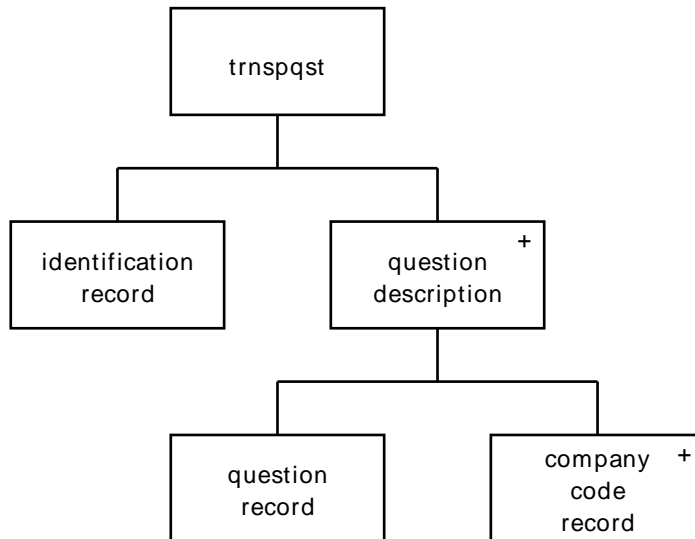 trnspqst
identification
record
+
question
description
question
record
+
company
code
record